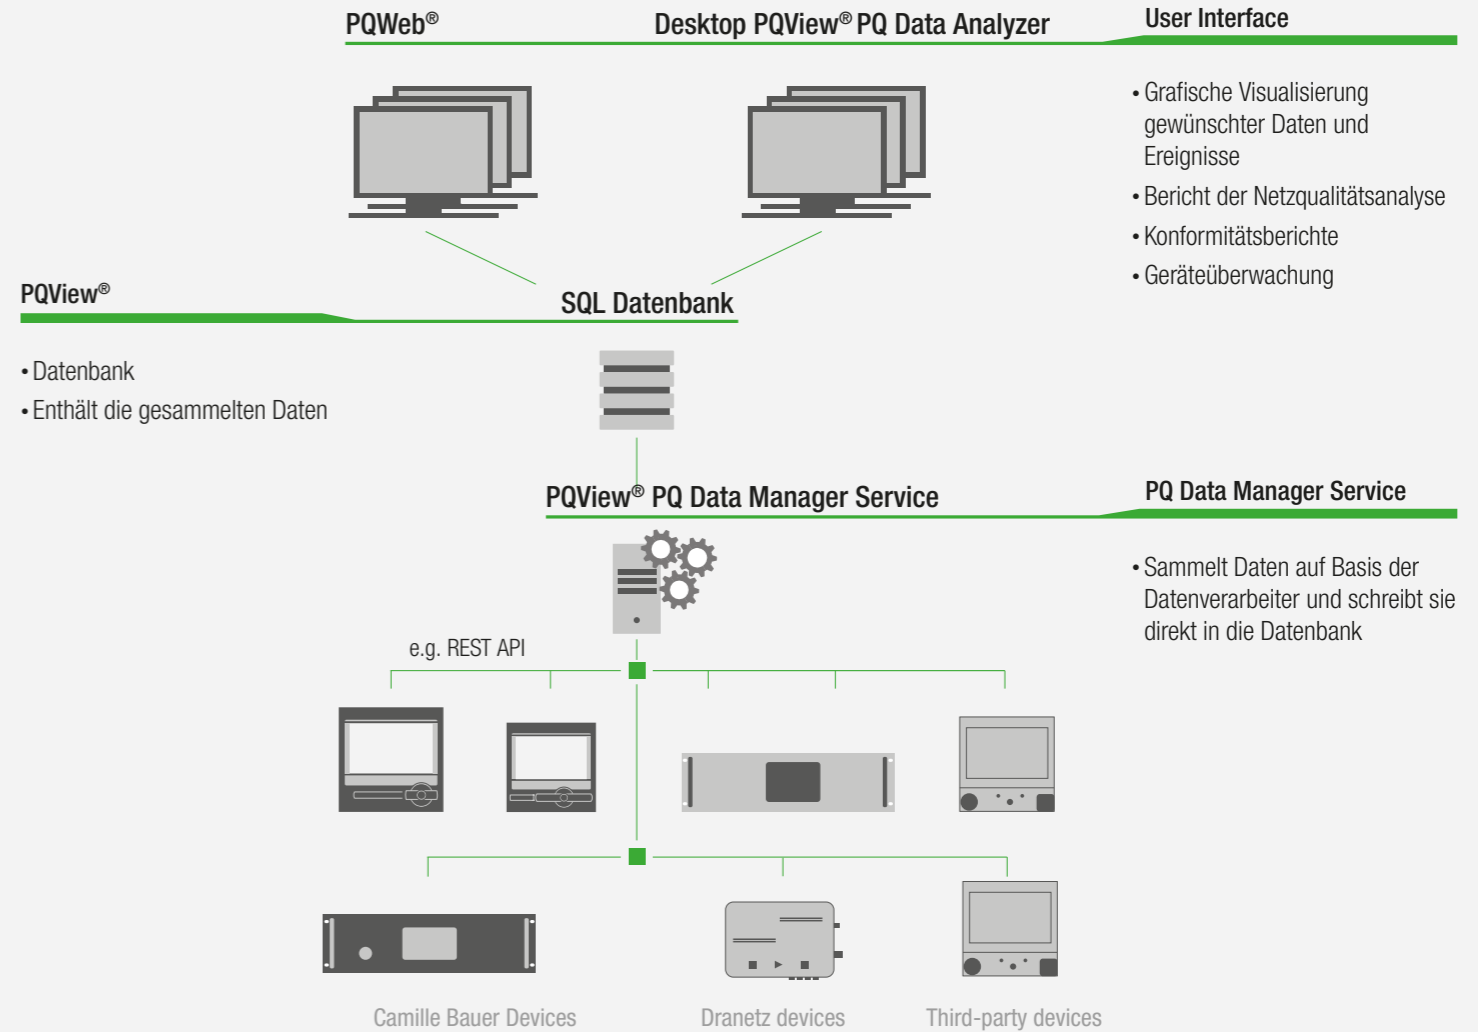 PQWeb®
Desktop PQView® PQ Data Analyzer
User Interface
• Grafische Visualisierung
gewünschter Daten und
Ereignisse
• Bericht der Netzqualitätsanalyse
• Konformitätsberichte
• Geräteüberwachung
PQView®
SQL Datenbank
• Datenbank
• Enthält die gesammelten Daten
PQView® PQ Data Manager Service
PQ Data Manager Service
• Sammelt Daten auf Basis der
Datenverarbeiter und schreibt sie
direkt in die Datenbank
e.g. REST API
Camille Bauer Devices
Dranetz devices
Third-party devices